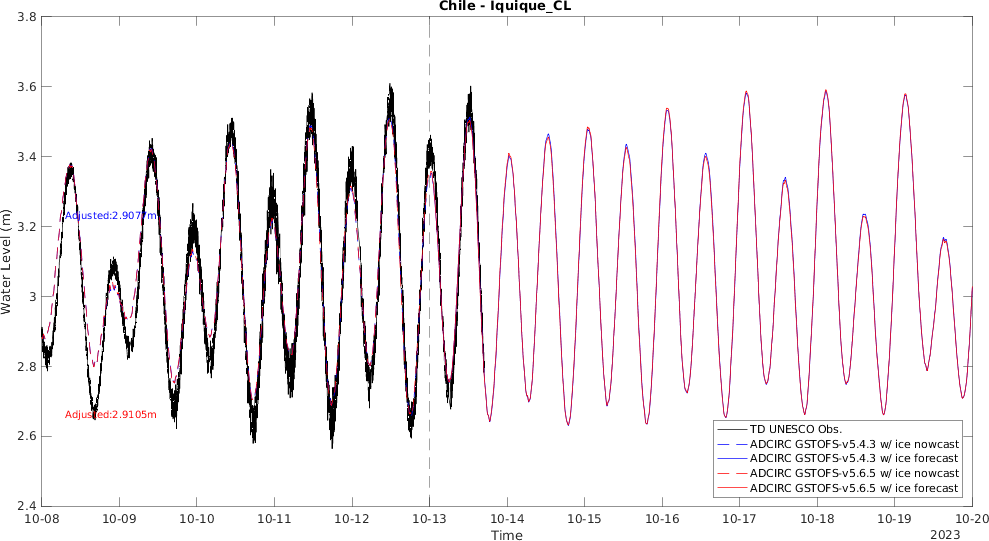 Chile - Iquique_CL
3.8
3.6
3.4
3.2
3
2.8
2.6
2.4
Water Level (m)
Adjusted:2.9077m
Adjusted:2.9105m
TD UNESCO Obs.
ADCIRC GSTOFS-v5.4.3 w/ ice nowcast
ADCIRC GSTOFS-v5.4.3 w/ ice forecast
ADCIRC GSTOFS-v5.6.5 w/ ice nowcast
ADCIRC GSTOFS-v5.6.5 w/ ice forecast
10-08 10-09 10-10 10-11 10-12 10-13 10-14 10-15 10-16 10-17 10-18 10-19 10-20
Time
2023